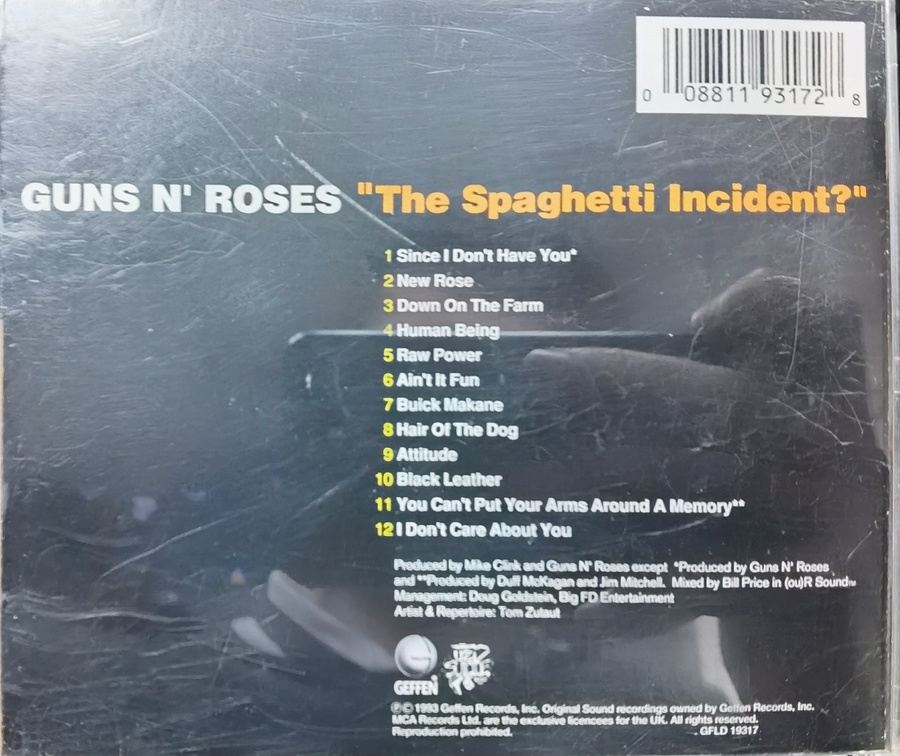 0 08811 93172 8
GUNS N' ROSES "The Spaghetti Incident?"
1 Since I Don't Have You*
2 New Rose
3 Down On The Farm
4 Human Being
5 Raw Power
6 Ain't It Fun
7 Buick Makane
8 Hair Of The Dog
9 Attitude
10 Black Leather
11 You Can't Put Your Arms Around A Memory**
12 I Don't Care About You
Produced by Mike Clink and Guns N' Roses except *Produced by Guns N' Roses
and **Produced by Duff McKagan and Jim Mitchell. Mixed by Bill Price in (ou)R Sound™
Management: Doug Goldstein, Big FD Entertainment
Artist & Repertoire: Tom Zutaut
GEFFEN
℗© 1993 Geffen Records, Inc. Original Sound recordings owned by Geffen Records, Inc.
MCA Records Ltd. are the exclusive licencees for the UK. All rights reserved.
Reproduction prohibited. GFLD 19317